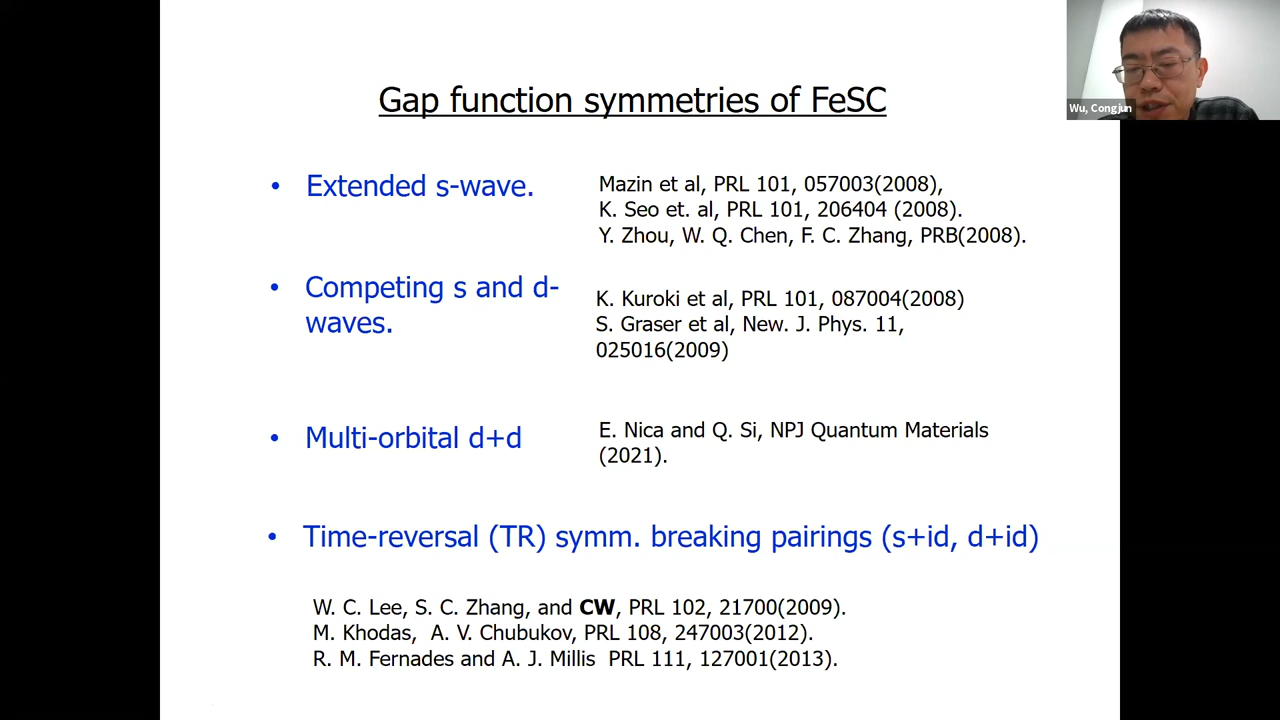 Gap function symmetries of FeSC
Wu, Congjun
• Extended s-wave.
Mazin et al, PRL 101, 057003(2008),
K. Seo et. al, PRL 101, 206404 (2008).
Y. Zhou, W. Q. Chen, F. C. Zhang, PRB(2008).
• Competing s and d-
waves.
K. Kuroki et al, PRL 101, 087004(2008)
S. Graser et al, New. J. Phys. 11,
025016(2009)
• Multi-orbital d+d
E. Nica and Q. Si, NPJ Quantum Materials
(2021).
• Time-reversal (TR) symm. breaking pairings (s+id, d+id)
W. C. Lee, S. C. Zhang, and CW, PRL 102, 21700(2009).
M. Khodas, A. V. Chubukov, PRL 108, 247003(2012).
R. M. Fernades and A. J. Millis PRL 111, 127001(2013).